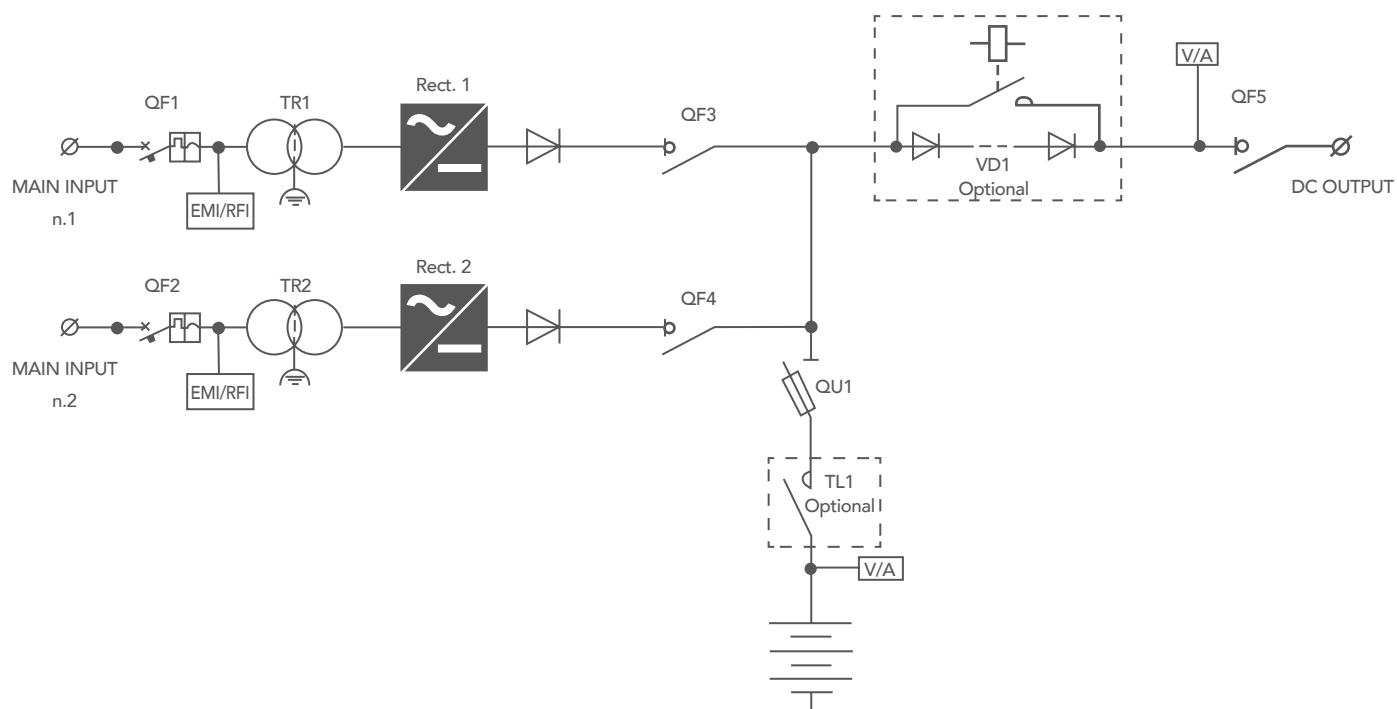 V/A
Rect. 1
QF1
TR1
QF3
QF5
MAIN INPUT
n.1
EMI/RFI
VD1
Optional
DC OUTPUT
Rect. 2
QF2
TR2
QF4
MAIN INPUT
n.2
EMI/RFI
QU1
TL1
Optional
V/A